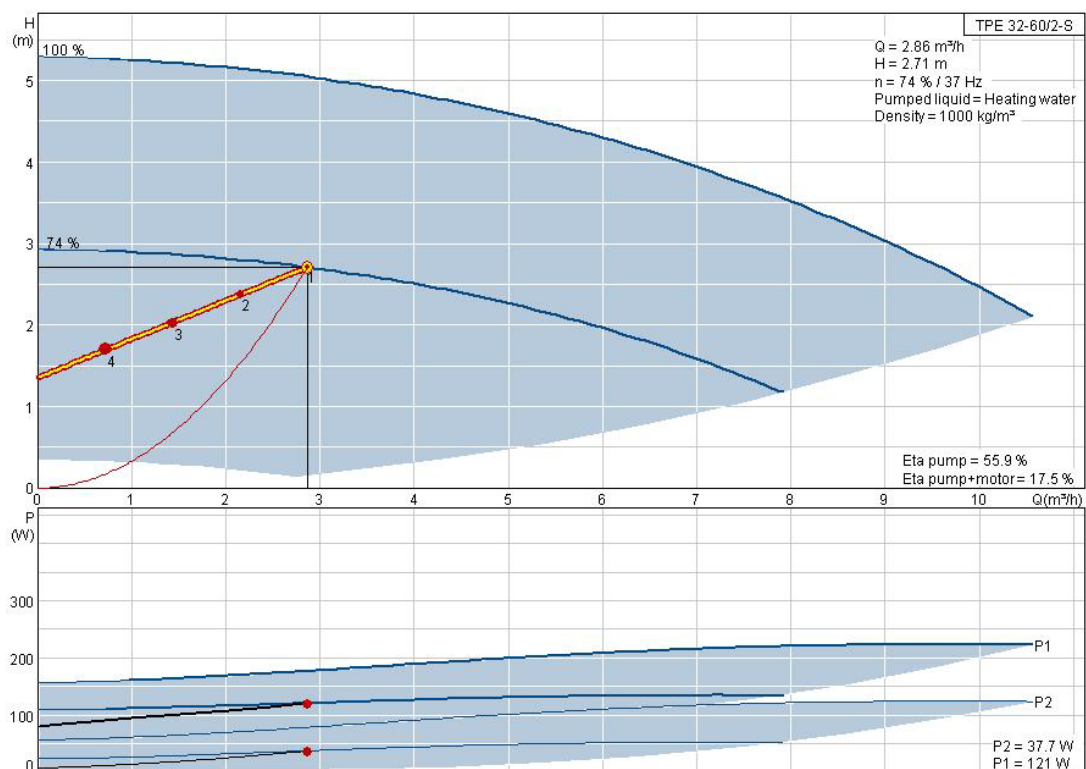 H
(m)
TPE 32-60/2-S
100 %
Q = 2.86 m³/h
H = 2.71 m
n = 74 % / 37 Hz
Pumped liquid = Heating water
Density = 1000 kg/m³
5
4
3
74 %
1
2
2
3
4
1
Eta pump = 55.9 %
Eta pump+motor = 17.5 %
0
0 1 2 3 4 5 6 7 8 9 10 Q(m³/h)
P
(W)
300
200
P1
100
P2
P2 = 37.7 W
P1 = 121 W
0